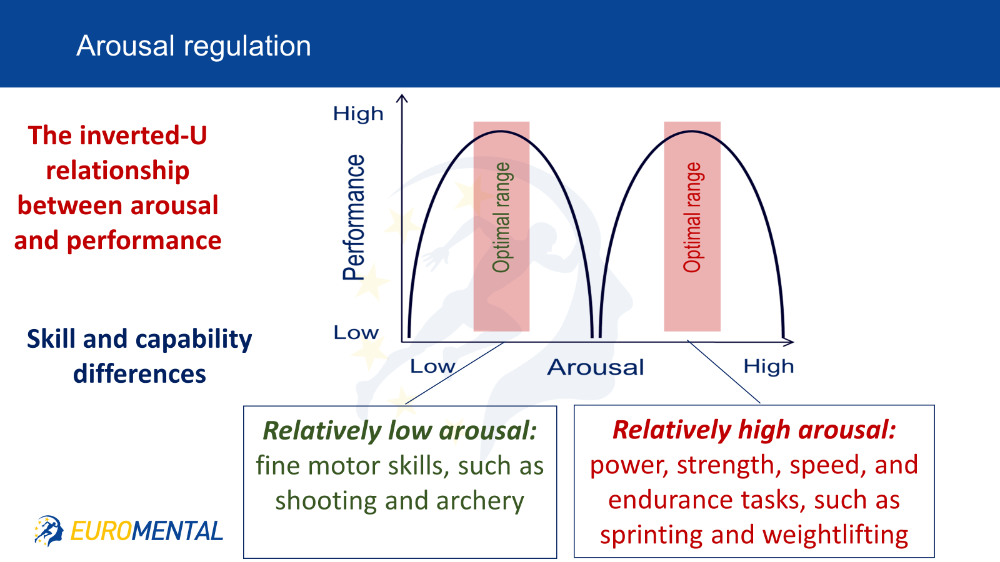 Arousal regulation
The inverted-U
relationship
between arousal
and performance
Skill and capability
differences
High
Performance
Low
Optimal range
Optimal range
Low
Arousal
High
Relatively low arousal:
fine motor skills, such as
shooting and archery
Relatively high arousal:
power, strength, speed, and
endurance tasks, such as
sprinting and weightlifting
EUROMENTAL